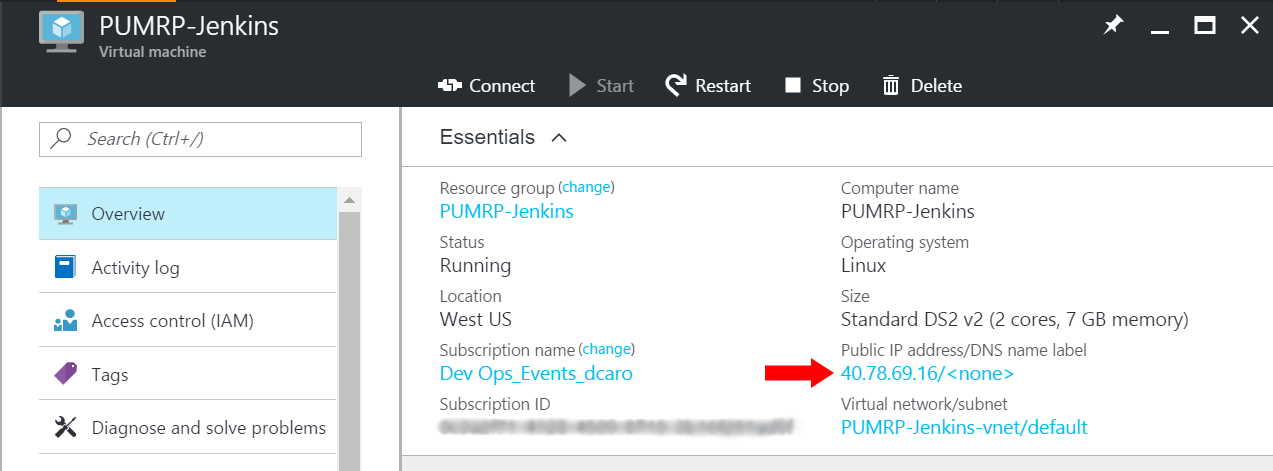 PUMRP-Jenkins
Virtual machine
Connect Start Restart Stop Delete
Search (Ctrl+/)
Overview
Activity log
Access control (IAM)
Tags
Diagnose and solve problems
Essentials
Resource group (change)
PUMRP-Jenkins
Status
Running
Location
West US
Subscription name (change)
Dev Ops_Events_dcaro
Subscription ID
Computer name
PUMRP-Jenkins
Operating system
Linux
Size
Standard DS2 v2 (2 cores, 7 GB memory)
Public IP address/DNS name label
40.78.69.16/<none>
Virtual network/subnet
PUMRP-Jenkins-vnet/default